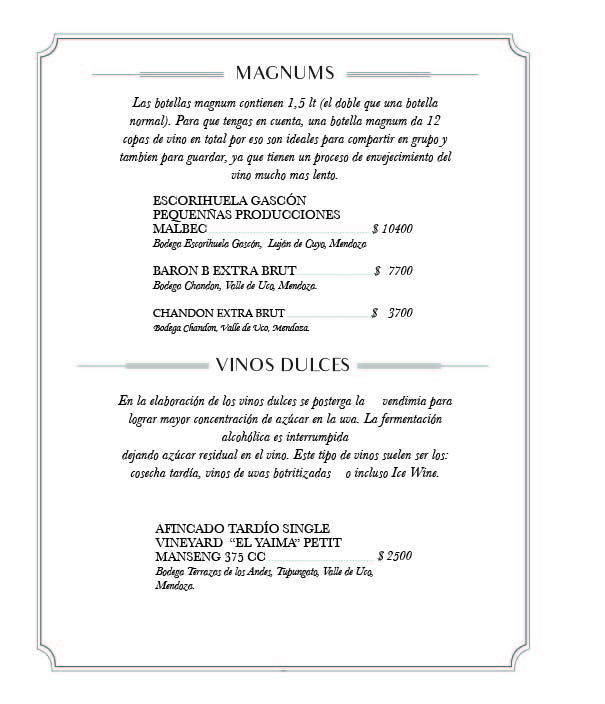 MAGNUMS
Las botellas magnum contienen 1,5 lt (el doble que una botella
normal). Para que tengas en cuenta, una botella magnum da 12
copas de vino en total por eso son ideales para compartir en grupo y
tambien para guardar, ya que tienen un proceso de envejecimiento del
vino mucho mas lento.
ESCORIHUELA GASCÓN
PEQUENÑAS PRODUCCIONES
MALBEC $ 10400
Bodega Escorihuela Gascón, Luján de Cuyo, Mendoza
BARON B EXTRA BRUT $ 7700
Bodega Chandon, Valle de Uco, Mendoza.
CHANDON EXTRA BRUT $ 3700
Bodega Chandon, Valle de Uco, Mendoza.
VINOS DULCES
En la elaboración de los vinos dulces se posterga la vendimia para
lograr mayor concentración de azúcar en la uva. La fermentación
alcohólica es interrumpida
dejando azúcar residual en el vino. Este tipo de vinos suelen ser los:
cosecha tardía, vinos de uvas botritizadas o incluso Ice Wine.
AFINCADO TARDÍO SINGLE
VINEYARD “EL YAIMA” PETIT
MANSENG 375 CC $ 2500
Bodega Terrazas de los Andes, Tupungato, Valle de Uco,
Mendoza.